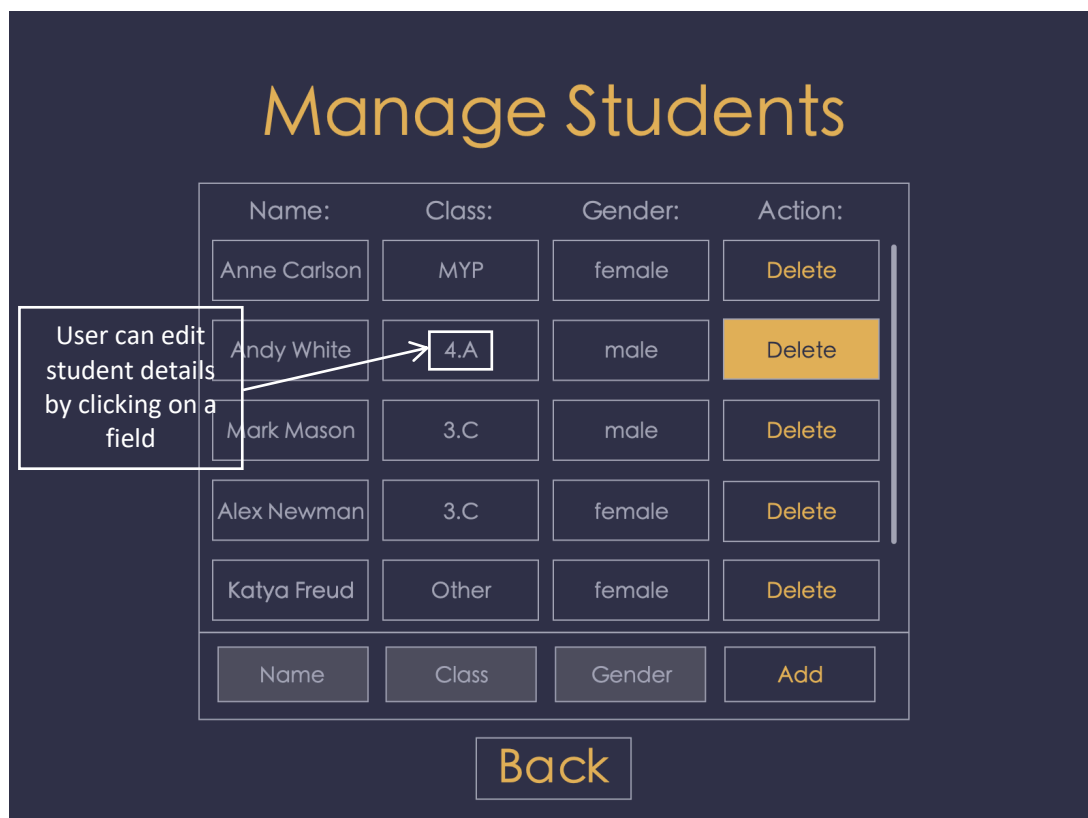 Manage Students
Name: Class: Gender: Action:
Anne Carlson MYP female Delete
User can edit
student details
by clicking on a
field
Andy White 4.A male Delete
Mark Mason 3.C male Delete
Alex Newman 3.C female Delete
Katya Freud Other female Delete
Name Class Gender Add
Back